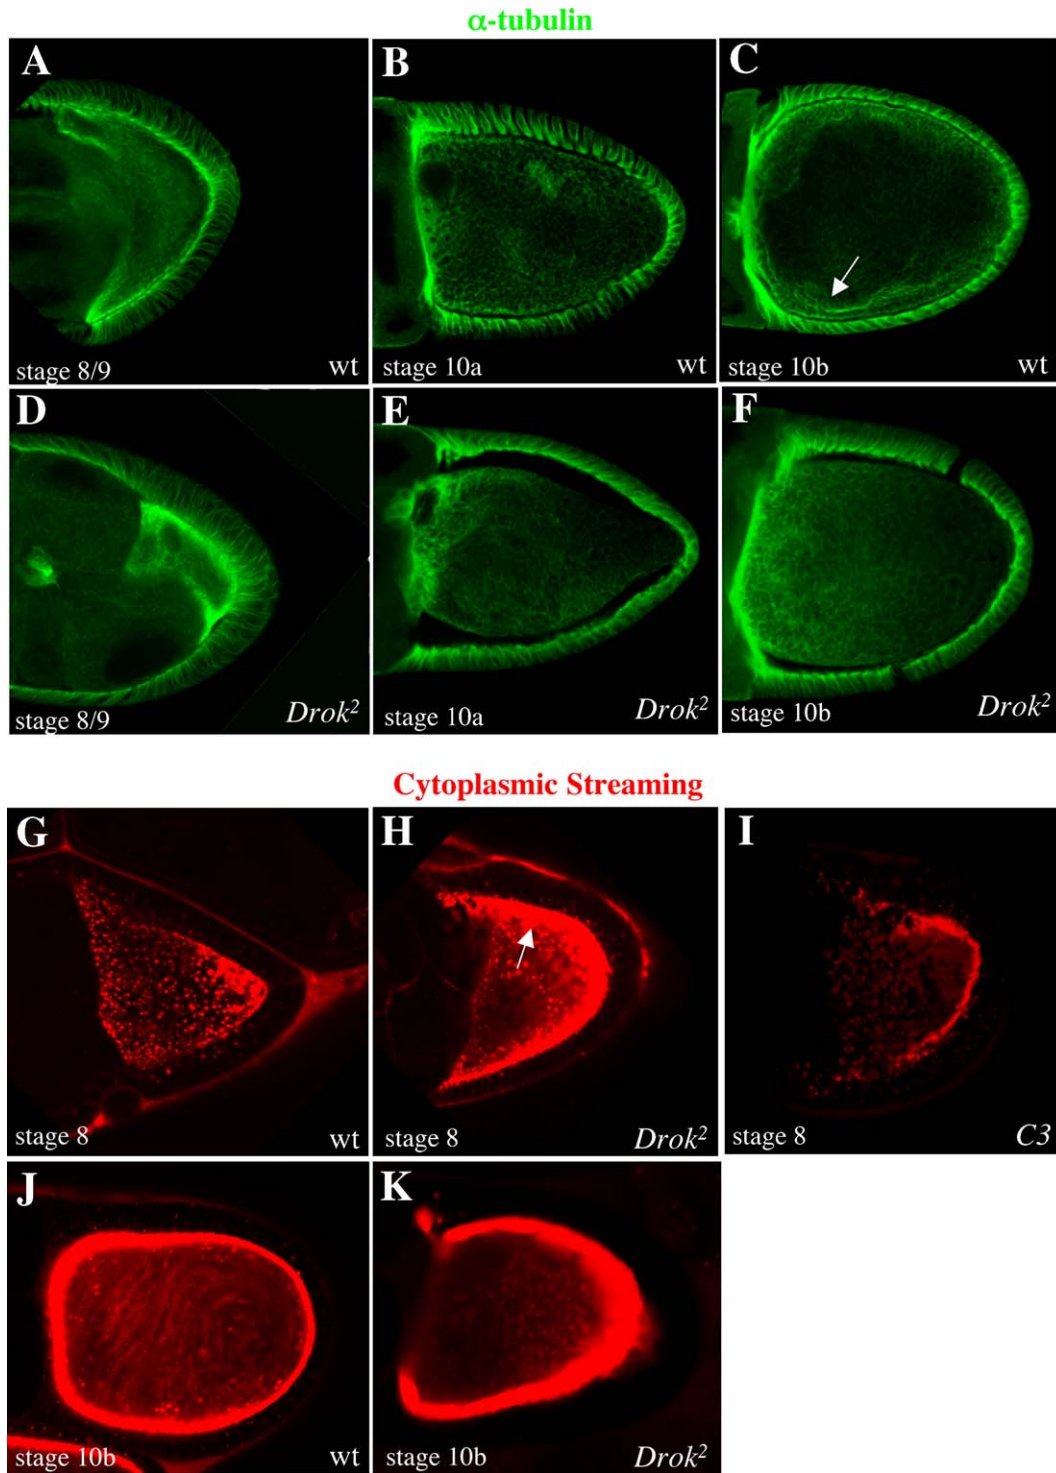 α-tubulin
A B C
stage 8/9 wt stage 10a wt stage 10b wt
D E F
stage 8/9 Drok² stage 10a Drok² stage 10b Drok²
Cytoplasmic Streaming
G H I
stage 8 wt stage 8 Drok² stage 8 C3
J K
stage 10b wt stage 10b Drok²